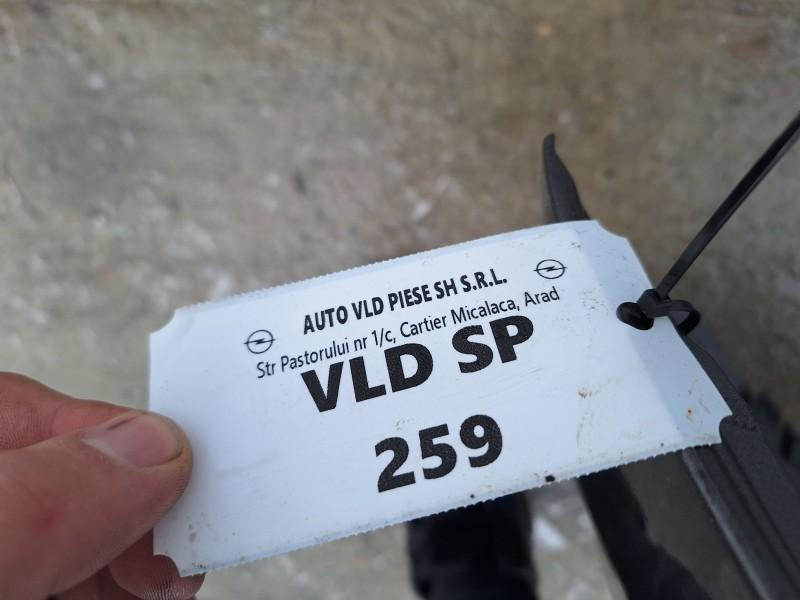 AUTO VLD PIESE SH S.R.L.
Str Pastorului nr 1/c, Cartier Micalaca, Arad
VLD SP
259